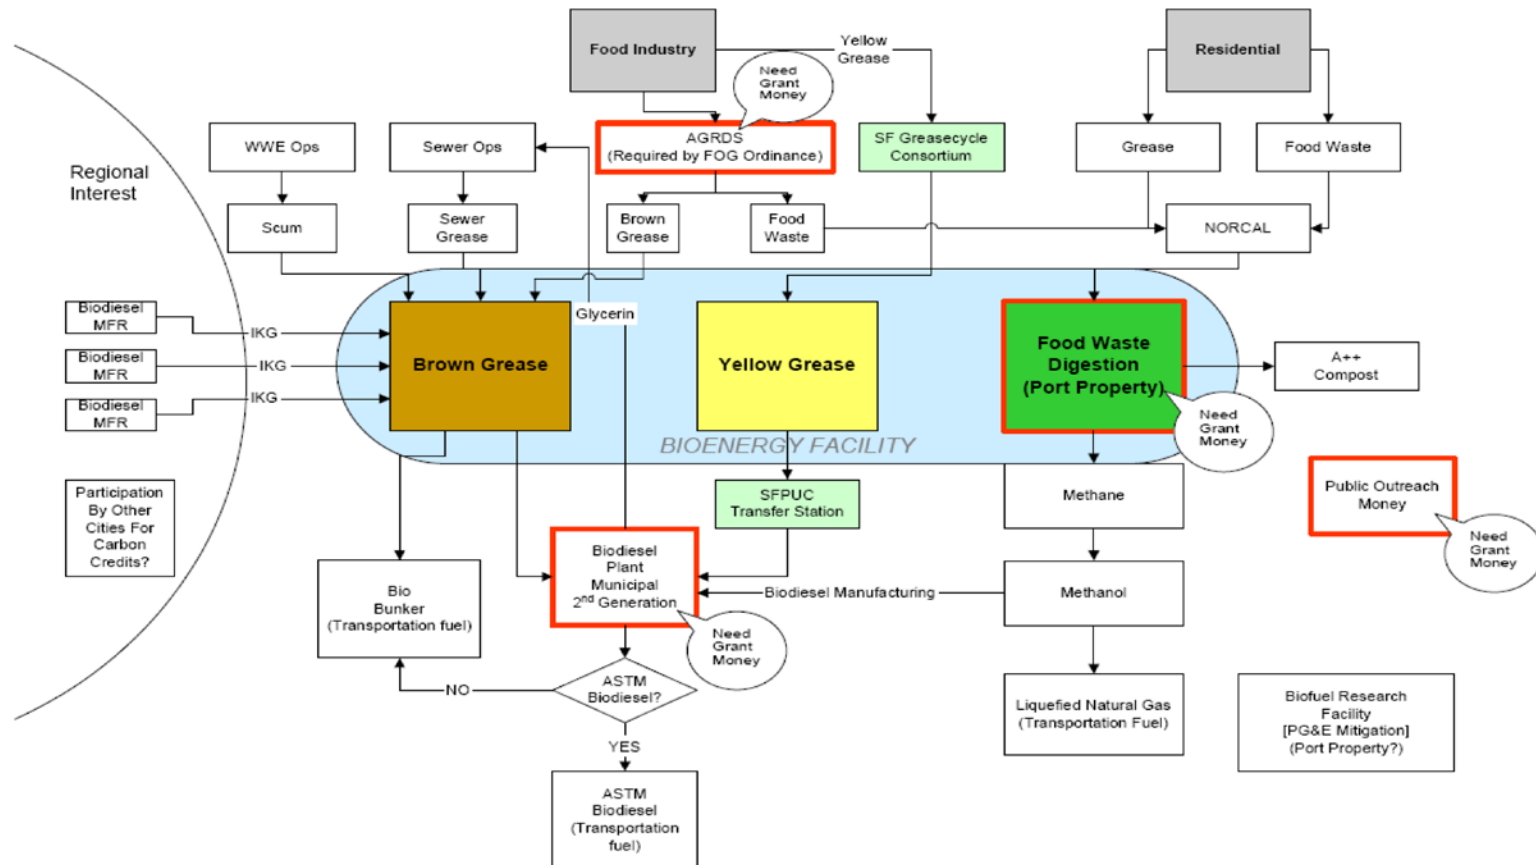 Food Industry
Yellow
Grease
Residential
Need
Grant
Money
WWE Ops
Sewer Ops
AGRDS
(Required by FOG Ordinance)
SF Greasecycle
Consortium
Grease
Food Waste
Regional
Interest
Scum
Sewer
Grease
Brown
Grease
Food
Waste
NORCAL
Biodiesel
MFR
IKG
Biodiesel
MFR
IKG
Biodiesel
MFR
IKG
Glycerin
Brown Grease
Yellow Grease
Food Waste
Digestion
(Port Property)
A++
Compost
Need
Grant
Money
BIOENERGY FACILITY
Participation
By Other
Cities For
Carbon
Credits?
SFPUC
Transfer Station
Methane
Public Outreach
Money
Need
Grant
Money
Bio
Bunker
(Transportation fuel)
Biodiesel
Plant
Municipal
2nd Generation
Biodiesel Manufacturing
Methanol
Need
Grant
Money
NO
ASTM
Biodiesel?
Liquefied Natural Gas
(Transportation Fuel)
Biofuel Research
Facility
[PG&E Mitigation]
(Port Property?)
YES
ASTM
Biodiesel
(Transportation
fuel)